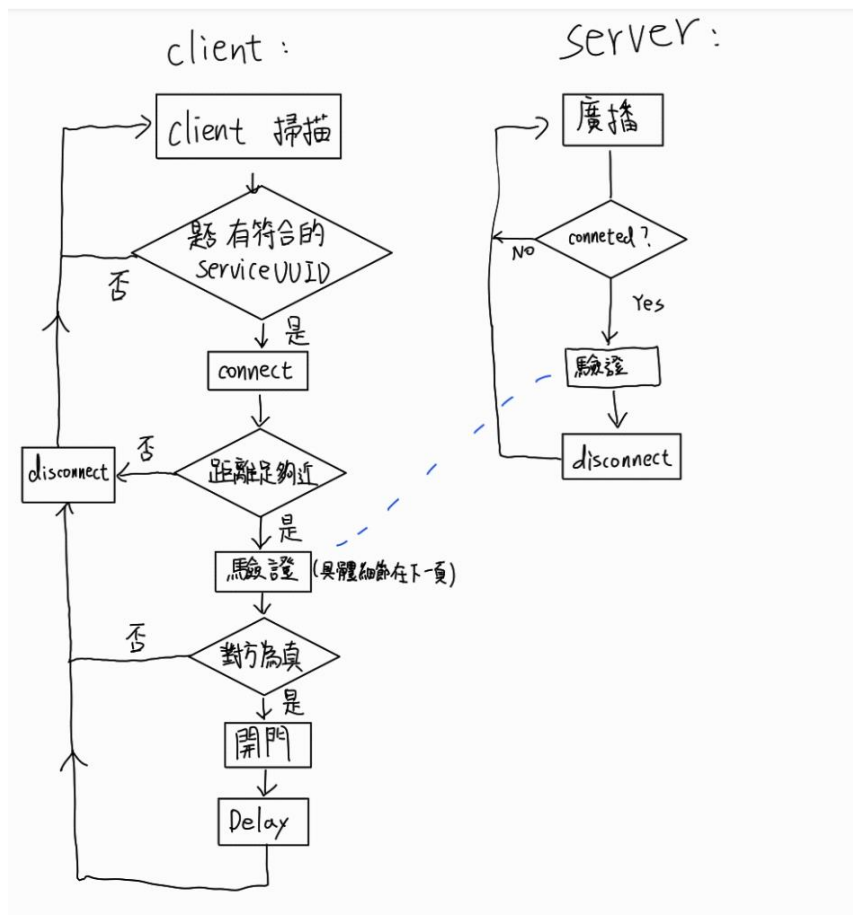 client :
client 掃描
是否 有符合的
service UUID
否
是
connect
距離足夠近
否
disconnect
是
驗證 (具體細節在下一頁)
對方為真
否
是
開門
Delay
server :
廣播
conneted ?
NO
Yes
驗證
disconnect